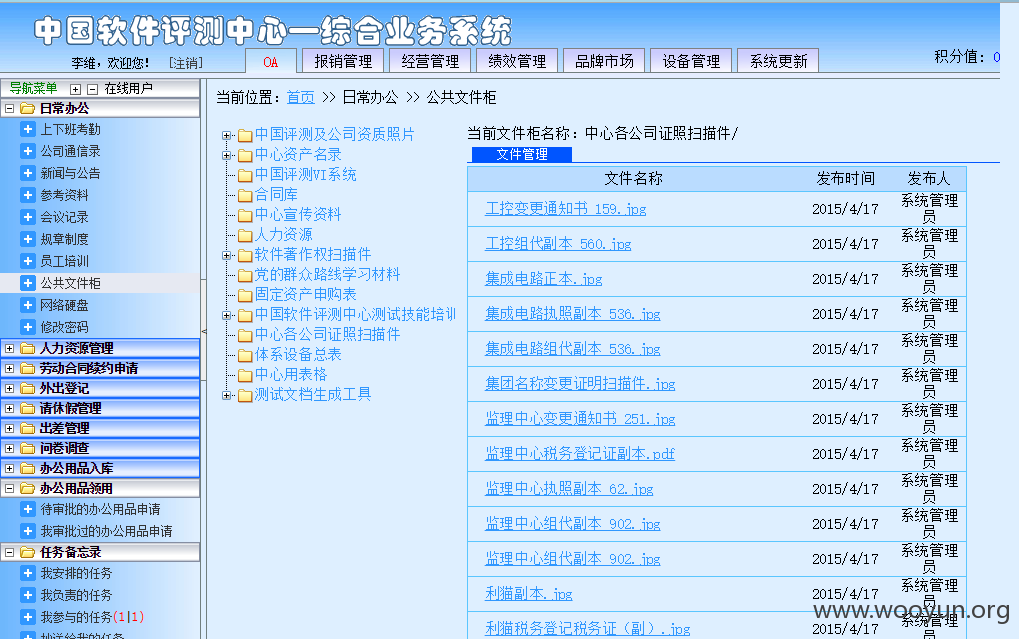 中国软件评测中心—综合业务系统
李维，欢迎您！ [注销]
OA 报销管理 经营管理 绩效管理 品牌市场 设备管理 系统更新
积分值: 0
导航菜单 在线用户
日常办公
上下班考勤
公司通信录
新闻与公告
参考资料
会议记录
规章制度
员工培训
公共文件柜
网络硬盘
修改密码
人力资源管理
劳动合同续约申请
外出登记
请休假管理
出差管理
问卷调查
办公用品入库
办公用品领用
待审批的办公用品申请
我审批过的办公用品申请
任务备忘录
我安排的任务
我负责的任务
我参与的任务(1|1)
抄送给我的任务
当前位置: 首页 >> 日常办公 >> 公共文件柜
中国评测及公司资质照片
中心资产名录
中国评测VI系统
合同库
中心宣传资料
人力资源
软件著作权扫描件
党的群众路线学习材料
固定资产申购表
中国软件评测中心测试技能培训
中心各公司证照扫描件
体系设备总表
中心用表格
测试文档生成工具
当前文件柜名称: 中心各公司证照扫描件/
文件管理
文件名称 发布时间 发布人
工控变更通知书 159.jpg 2015/4/17 系统管理员
工控组代副本 560.jpg 2015/4/17 系统管理员
集成电路正本.jpg 2015/4/17 系统管理员
集成电路执照副本 536.jpg 2015/4/17 系统管理员
集成电路组代副本 536.jpg 2015/4/17 系统管理员
集团名称变更证明扫描件.jpg 2015/4/17 系统管理员
监理中心变更通知书 251.jpg 2015/4/17 系统管理员
监理中心税务登记证副本.pdf 2015/4/17 系统管理员
监理中心执照副本 62.jpg 2015/4/17 系统管理员
监理中心组代副本 902.jpg 2015/4/17 系统管理员
监理中心组代副本 902.jpg 2015/4/17 系统管理员
利猫副本.jpg 2015/4/17 系统管理员
利猫税务登记税务证（副）.jpg 2015/4/17 系统管理
www.wooyun.org